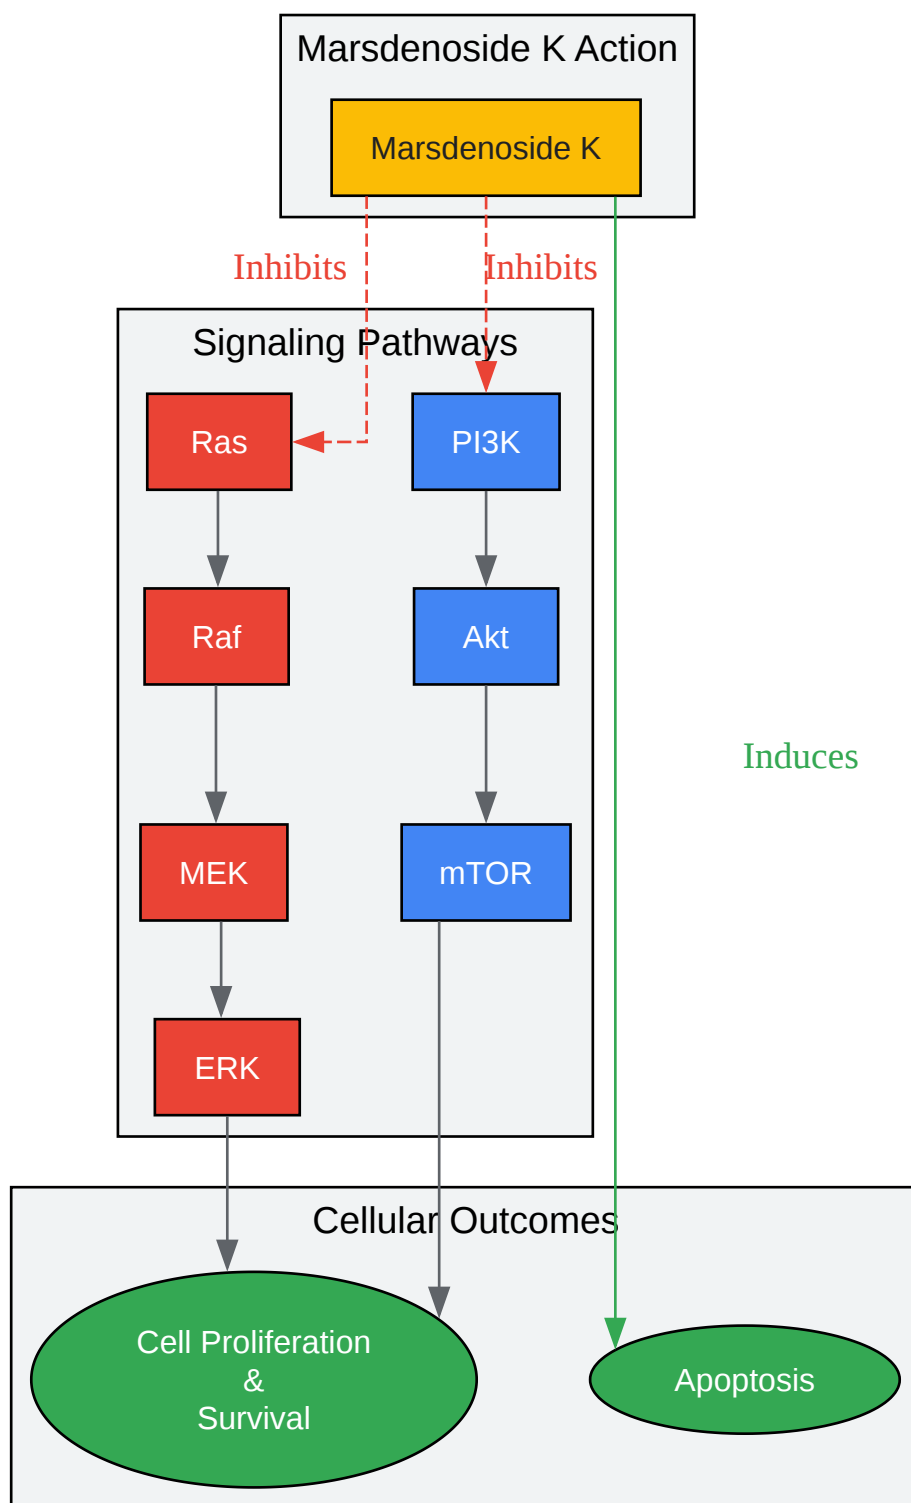 Marsdenoside K Action
Marsdenoside K
Inhibits
Inhibits
Signaling Pathways
Ras
PI3K
Raf
Akt
Induces
MEK
mTOR
ERK
Cellular Outcomes
Cell Proliferation
&
Survival
Apoptosis